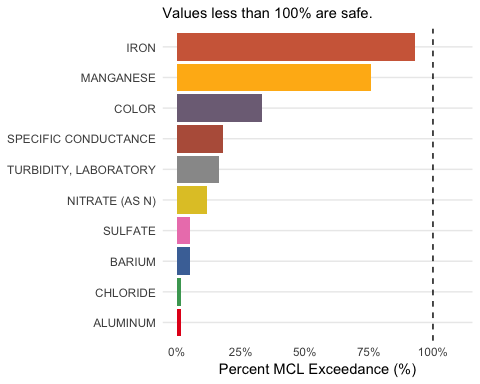 Values less than 100% are safe.
IRON
MANGANESE
COLOR
SPECIFIC CONDUCTANCE
TURBIDITY, LABORATORY
NITRATE (AS N)
SULFATE
BARIUM
CHLORIDE
ALUMINUM
0% 25% 50% 75% 100%
Percent MCL Exceedance (%)